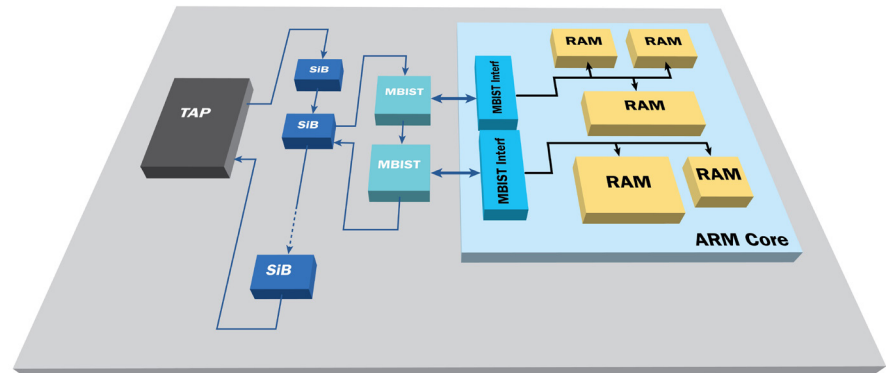 TAP
SiB
SiB
SiB
MBIST
MBIST
MBIST Interf
MBIST Interf
RAM
RAM
RAM
RAM
RAM
ARM Core